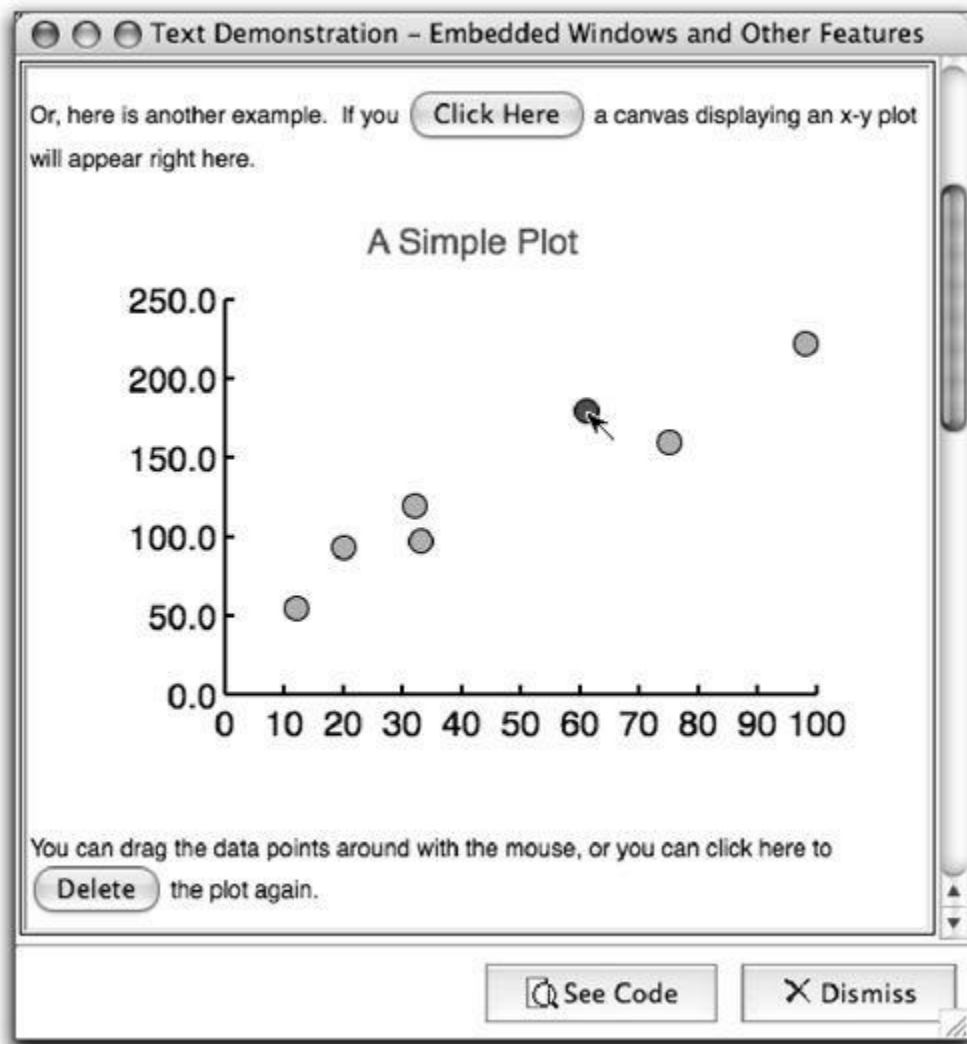 Text Demonstration – Embedded Windows and Other Features
Or, here is another example. If you Click Here a canvas displaying an x-y plot
will appear right here.
A Simple Plot
250.0
200.0
150.0
100.0
50.0
0.0
0 10 20 30 40 50 60 70 80 90 100
You can drag the data points around with the mouse, or you can click here to
Delete the plot again.
See Code Dismiss